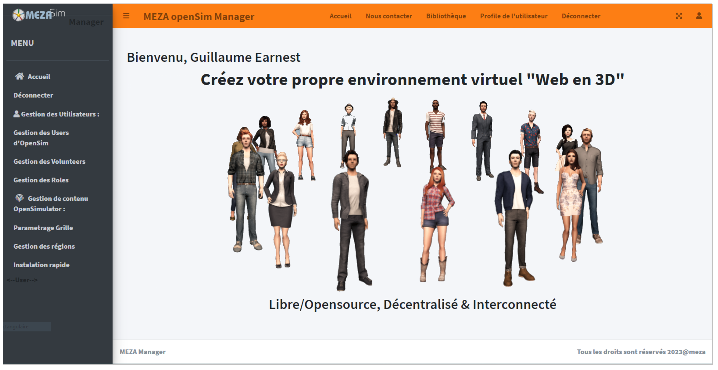 MEZA Sim
Manager
MEZA openSim Manager
Accueil
Nous contacter
Bibliothèque
Profile de l'utilisateur
Déconnecter
MENU
Accueil
Déconnecter
Gestion des Utilisateurs :
Gestion des Users
d'OpenSim
Gestion des Volunteers
Gestion des Roles
Gestion de contenu
OpenSimulator :
Parametrage Grille
Gestion des régions
Instalation rapide
Bienvenu, Guillaume Earnest
Créez votre propre environnement virtuel "Web en 3D"
Libre/Opensource, Décentralisé & Interconnecté
MEZA Manager
Tous les droits sont réservés 2023@meza